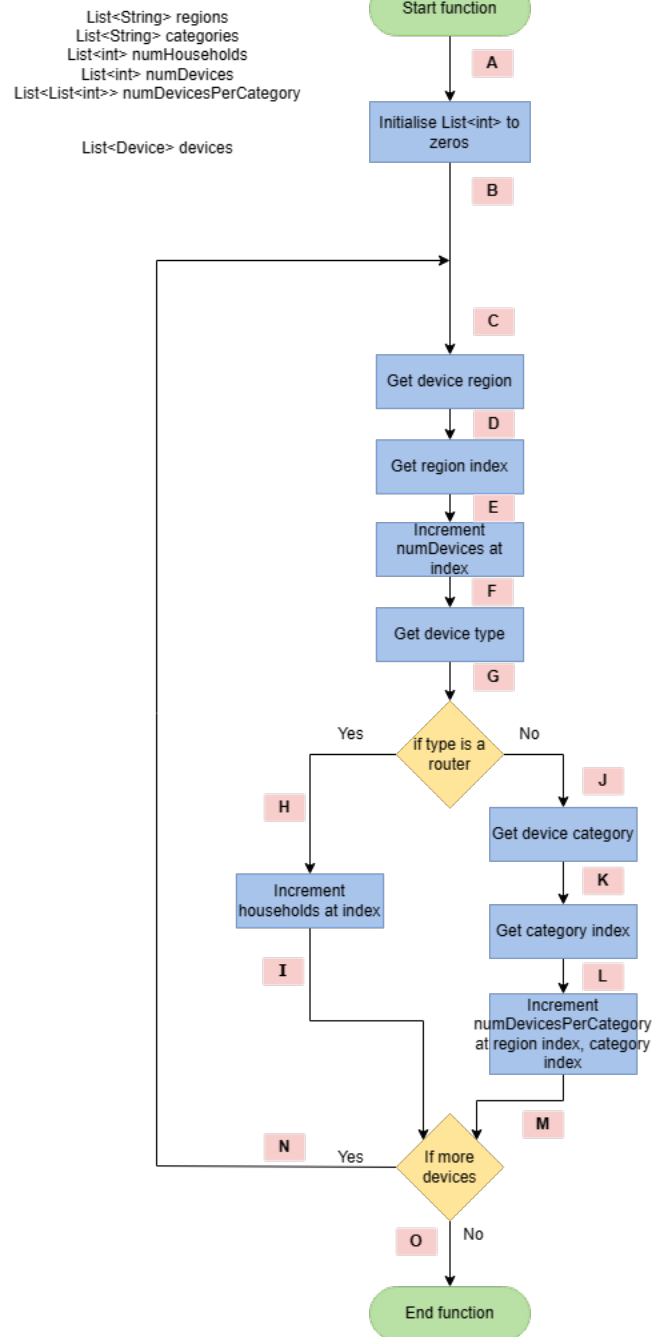 List<String> regions
List<String> categories
List<int> numHouseholds
List<int> numDevices
List<List<int>> numDevicesPerCategory
List<Device> devices
Start function
A
Initialise List<int> to
zeros
B
C
Get device region
D
Get region index
E
Increment
numDevices at
index
F
Get device type
G
if type is a
router
Yes
No
H
Increment
households at index
I
J
Get device category
K
Get category index
L
Increment
numDevicesPerCategory
at region index, category
index
M
If more
devices
Yes
N
No
O
End function